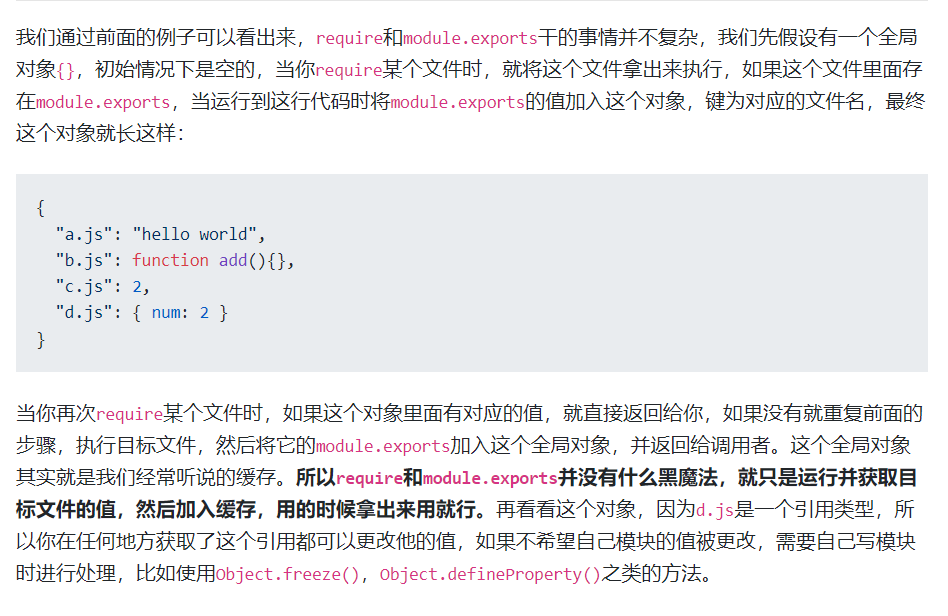 我们通过前面的例子可以看出来，require和module.exports干的事情并不复杂，我们先假设有一个全局
对象{}，初始情况下是空的，当你require某个文件时，就将这个文件拿出来执行，如果这个文件里面存
在module.exports，当运行到这行代码时将module.exports的值加入这个对象，键为对应的文件名，最终
这个对象就长这样：
{
  "a.js": "hello world",
  "b.js": function add(){},
  "c.js": 2,
  "d.js": { num: 2 }
}
当你再次require某个文件时，如果这个对象里面有对应的值，就直接返回给你，如果没有就重复前面的
步骤，执行目标文件，然后将它的module.exports加入这个全局对象，并返回给调用者。这个全局对象
其实就是我们经常听说的缓存。所以require和module.exports并没有什么黑魔法，就只是运行并获取目
标文件的值，然后加入缓存，用的时候拿出来用就行。再看看这个对象，因为d.js是一个引用类型，所
以你在任何地方获取了这个引用都可以更改他的值，如果不希望自己模块的值被更改，需要自己写模块
时进行处理，比如使用Object.freeze()，Object.defineProperty()之类的方法。